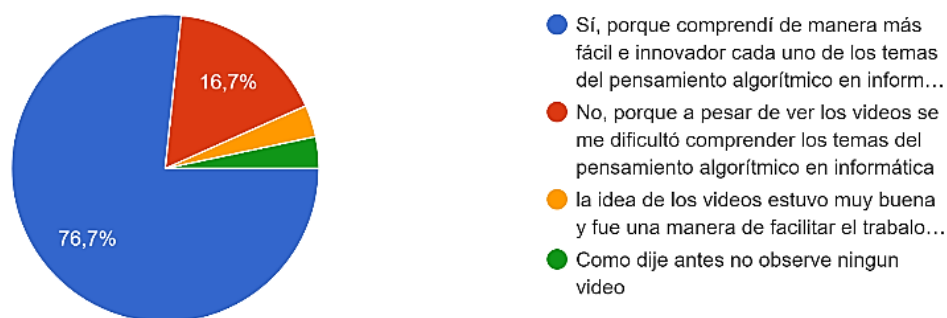 16,7%
76,7%
Sí, porque comprendí de manera más
fácil e innovador cada uno de los temas
del pensamiento algorítmico en inform…
No, porque a pesar de ver los videos se
me dificultó comprender los temas del
pensamiento algorítmico en informática
la idea de los videos estuvo muy buena
y fue una manera de facilitar el trabalo…
Como dije antes no observe ningun
video